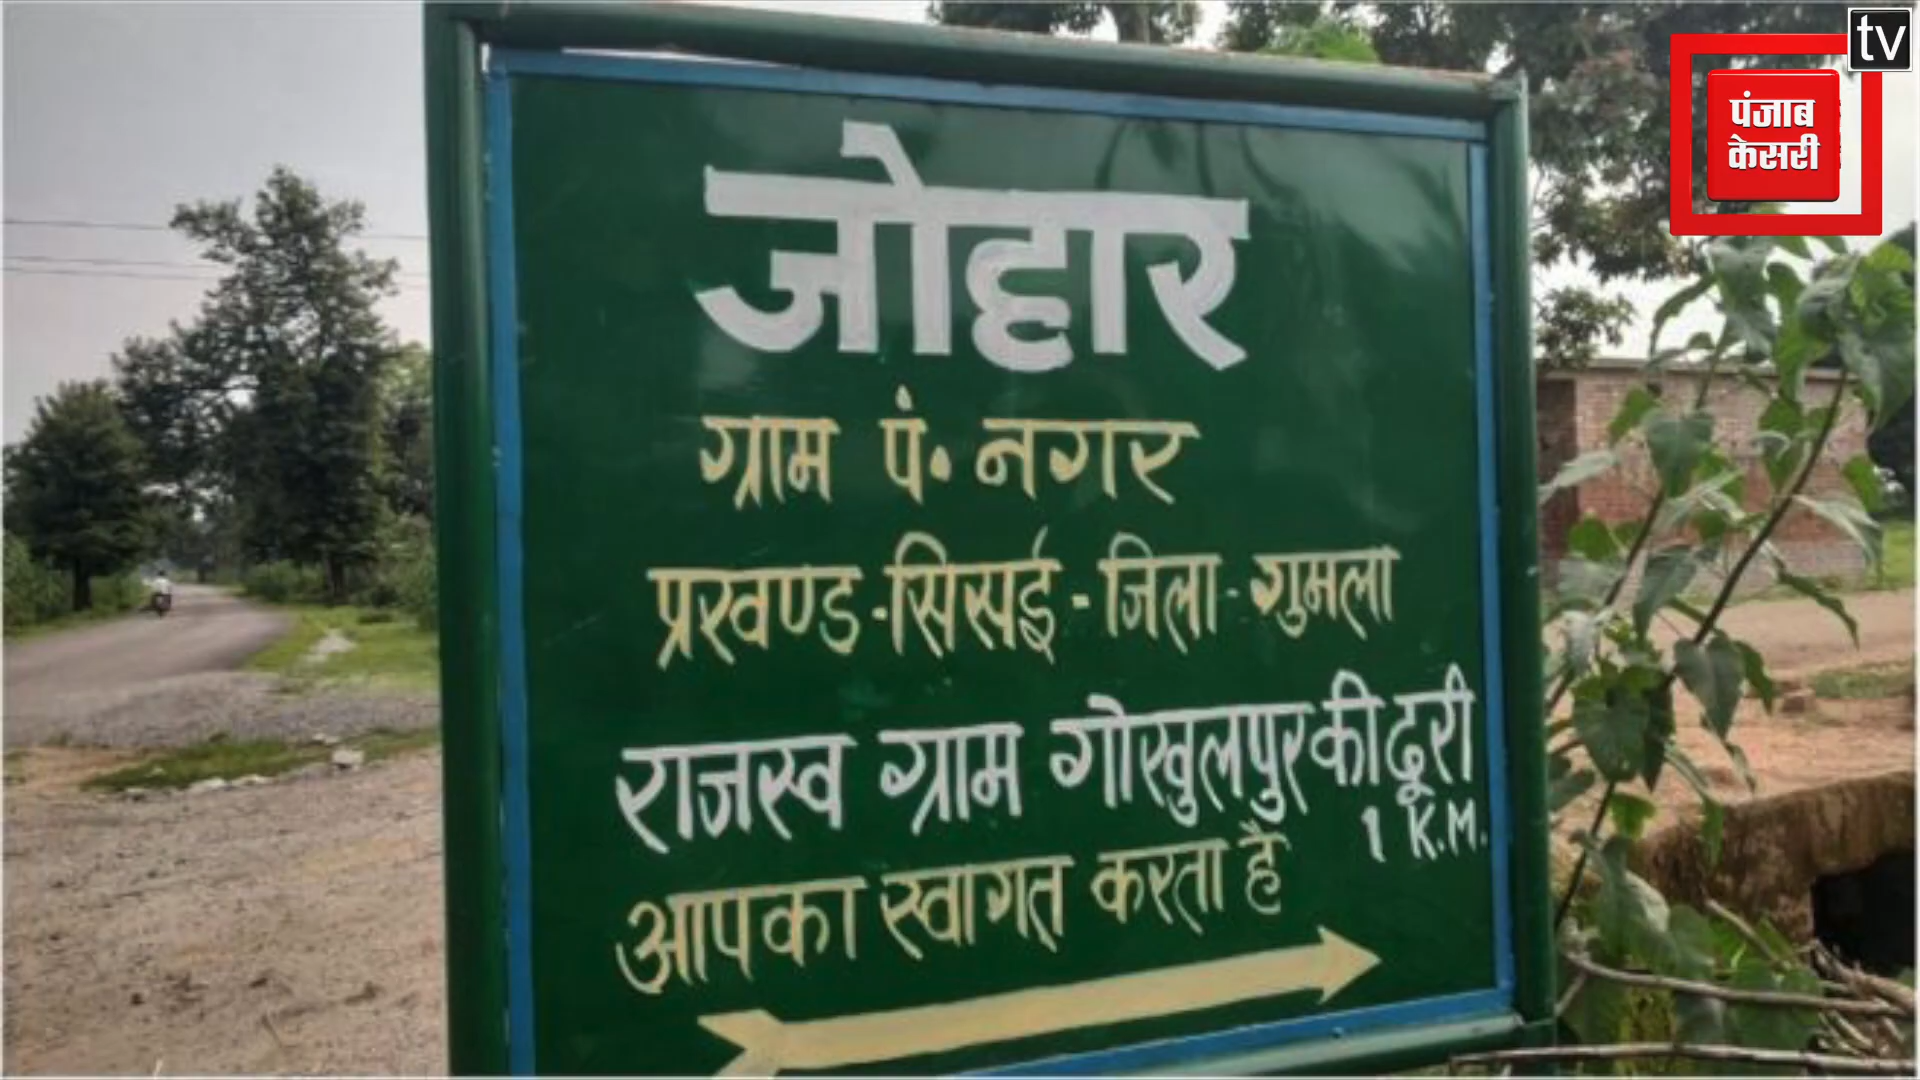 tv
पंजाब
केसरी
जोहार
ग्राम पं. नगर
प्रखण्ड - सिसई - जिला - गुमला
राजस्व ग्राम गोखुलपुर की दूरी
1 K.M.
आपका स्वागत करता है